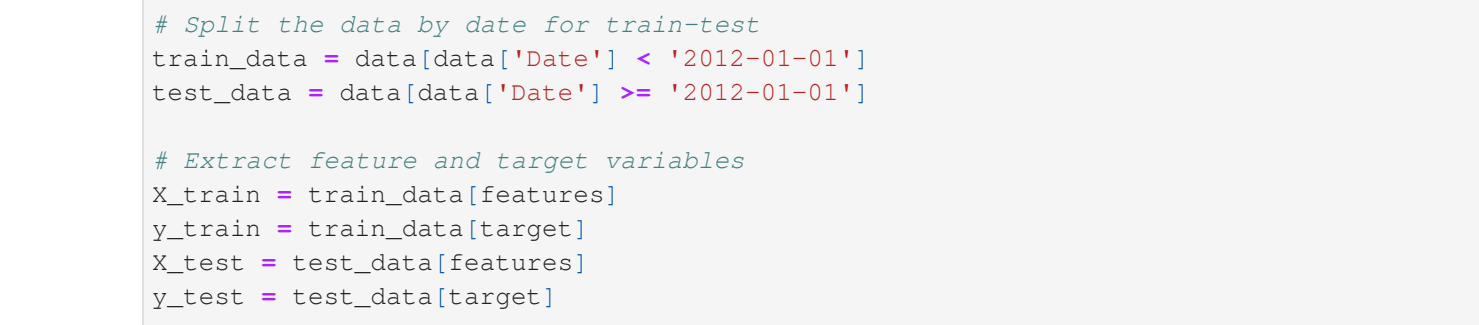 # Split the data by date for train-test
train_data = data[data['Date'] < '2012-01-01']
test_data = data[data['Date'] >= '2012-01-01']
# Extract feature and target variables
X_train = train_data[features]
y_train = train_data[target]
X_test = test_data[features]
y_test = test_data[target]